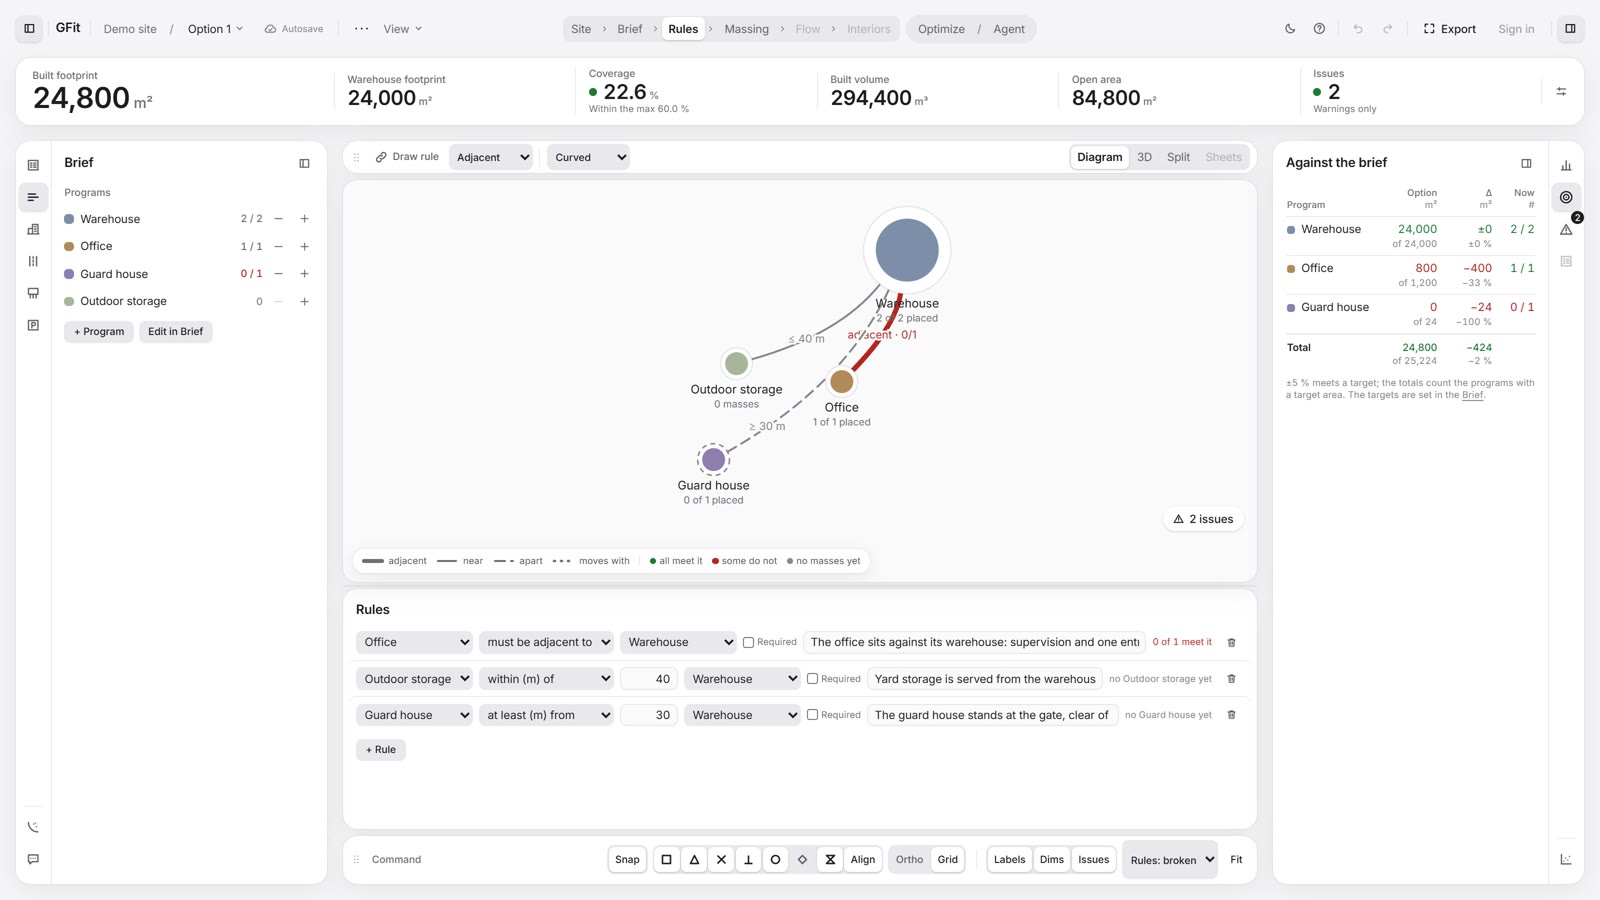 GFit
Demo site / Option 1
Autosave
View
Site
Brief
Rules
Massing
Flow
Interiors
Optimize / Agent
Export
Sign in
Built footprint
24,800 m²
Warehouse footprint
24,000 m²
Coverage
22.6 %
Within the max 60.0 %
Built volume
294,400 m³
Open area
84,800 m²
Issues
2
Warnings only
Brief
Programs
Warehouse 2 / 2 − +
Office 1 / 1 − +
Guard house 0 / 1 − +
Outdoor storage 0 − +
+ Program
Edit in Brief
Draw rule
Adjacent
Curved
Diagram
3D
Split
Sheets
Warehouse
2 of 2 placed
adjacent · 0/1
≤ 40 m
Outdoor storage
0 masses
Office
1 of 1 placed
≥ 30 m
Guard house
0 of 1 placed
2 issues
adjacent
near
apart
moves with
all meet it
some do not
no masses yet
Rules
Office must be adjacent to Warehouse Required The office sits against its warehouse: supervision and one entr 0 of 1 meet it
Outdoor storage within (m) of 40 Warehouse Required Yard storage is served from the warehous no Outdoor storage yet
Guard house at least (m) from 30 Warehouse Required The guard house stands at the gate, clear of no Guard house yet
+ Rule
Command
Snap
Align
Ortho
Grid
Labels
Dims
Issues
Rules: broken
Fit
Against the brief
Program Option m² Δ m² Now #
Warehouse 24,000 ±0 2 / 2
of 24,000 ±0 %
Office 800 −400 1 / 1
of 1,200 −33 %
Guard house 0 −24 0 / 1
of 24 −100 %
Total 24,800 −424
of 25,224 −2 %
±5 % meets a target; the totals count the programs with
a target area. The targets are set in the Brief.
2